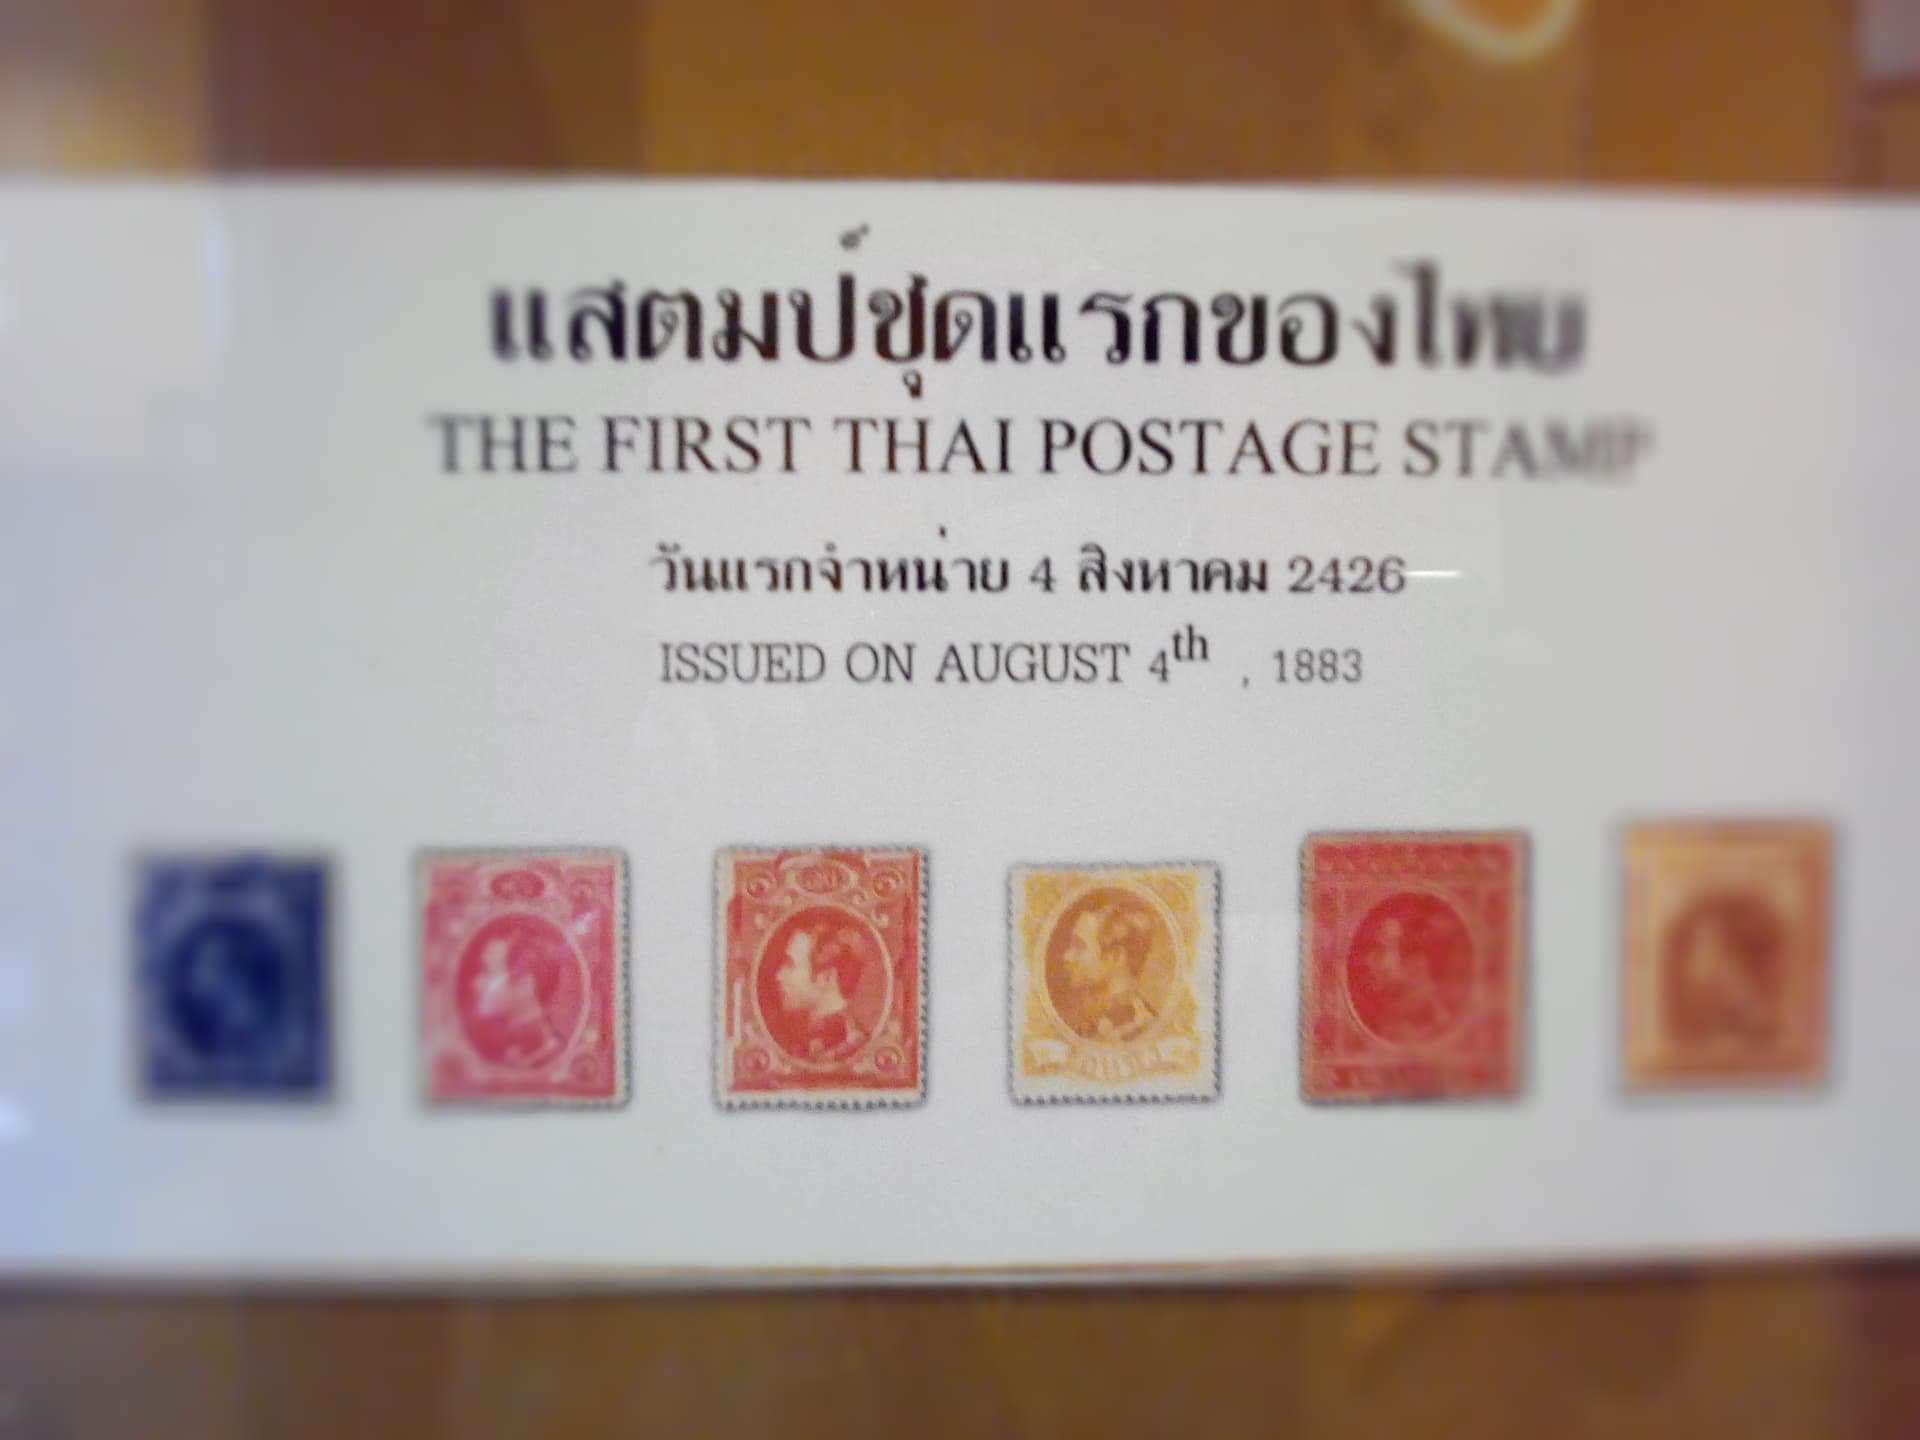 แสตมป์ชุดแรกของไทย
THE FIRST THAI POSTAGE STAMP
วันแรกจำหน่าย 4 สิงหาคม 2426
ISSUED ON AUGUST 4th , 1883